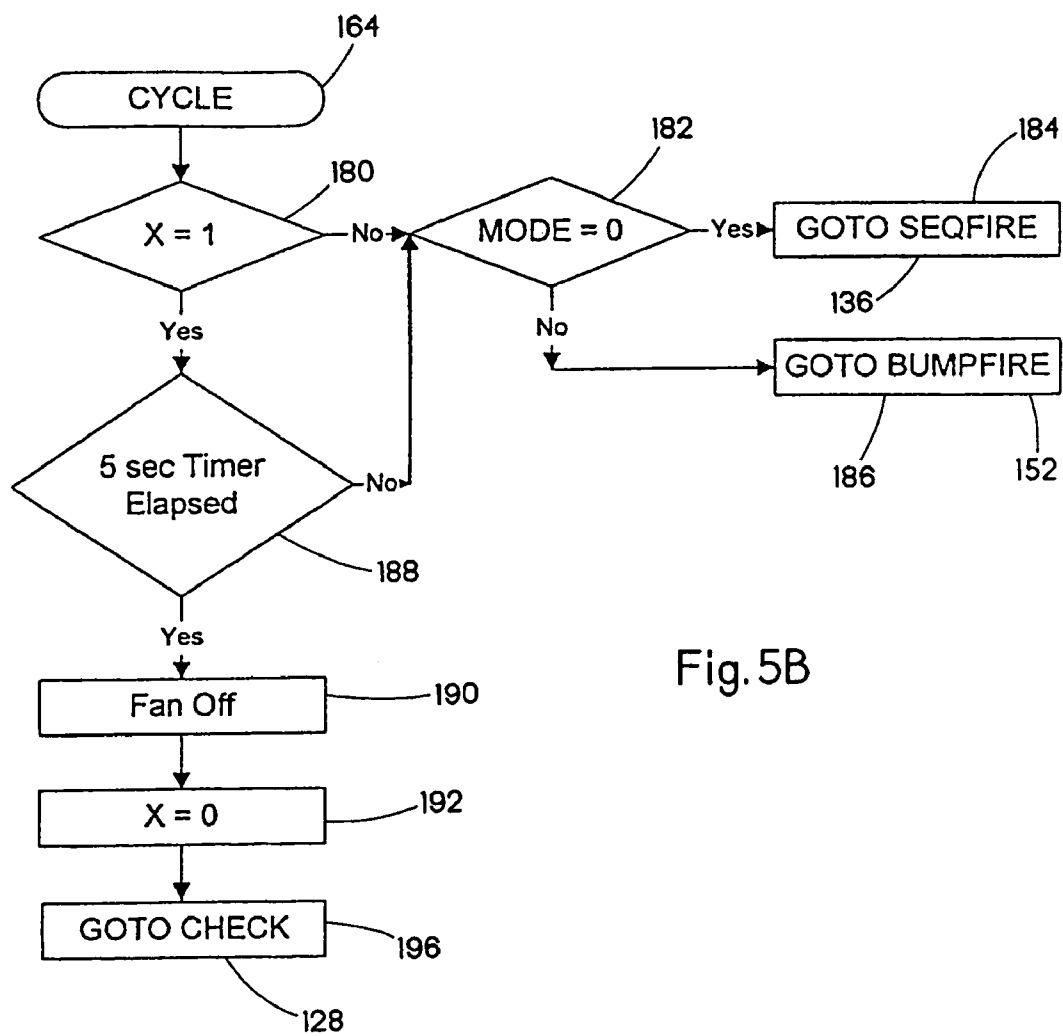 164
CYCLE
180
X = 1
No
182
MODE = 0
Yes
184
GOTO SEQFIRE
136
Yes
No
GOTO BUMPFIRE
186
152
5 sec Timer
Elapsed
No
188
Yes
Fan Off
190
Fig. 5B
X = 0
192
GOTO CHECK
196
128